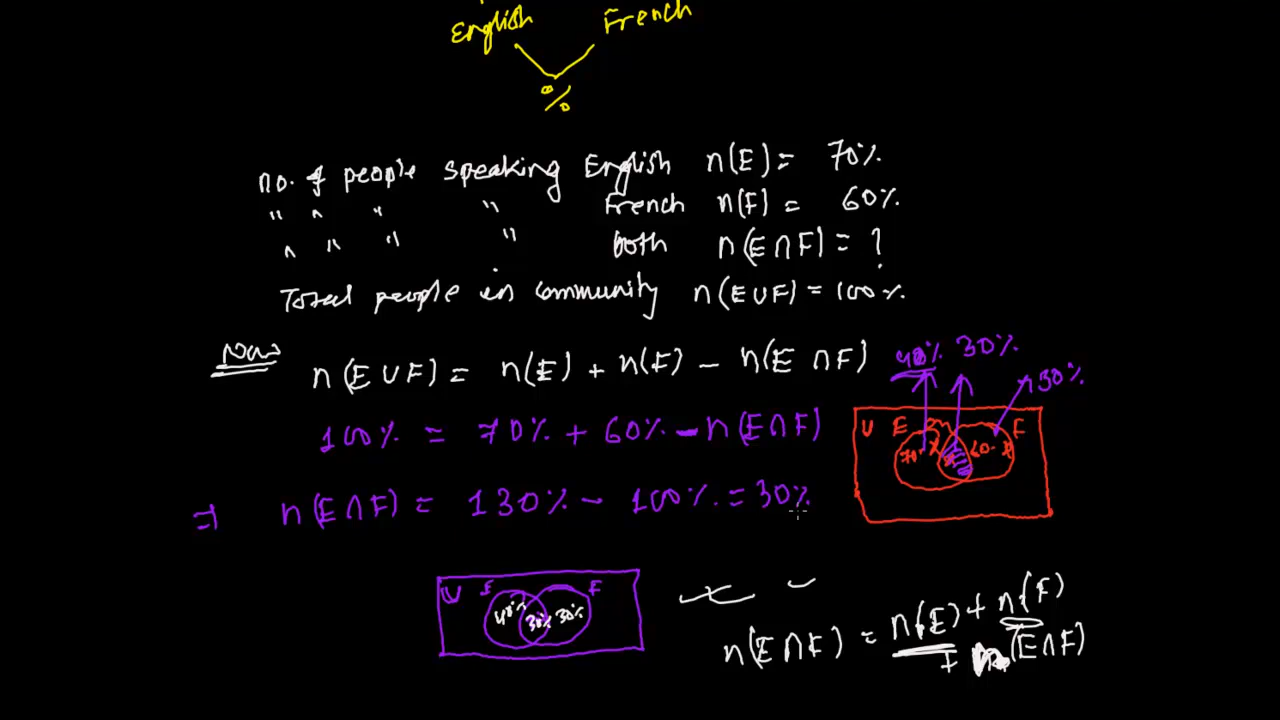 English French
%
no. of people speaking English n(E) = 70%
" " " " French n(F) = 60%
" " " " both n(E∩F) = ?
Total people in community n(E∪F) = 100%
Now
n(E∪F) = n(E) + n(F) - n(E∩F)
40% 30% 30%
100% = 70% + 60% - n(E∩F)
U E F
70% 60%
⇒ n(E∩F) = 130% - 100% = 30%
U E F
40% 30% 30%
n(E∩F) = n(E) + n(F)
+ n(E∩F)